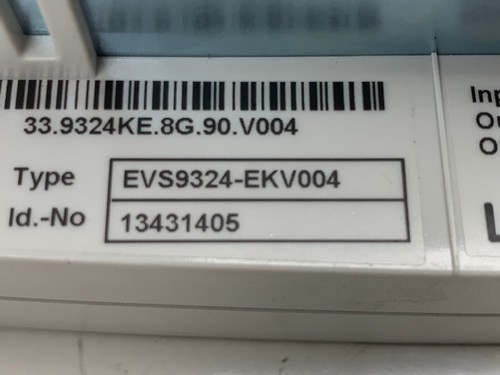 33.9324KE.8G.90.V004
Type EVS9324-EKV004
Id.-No 13431405